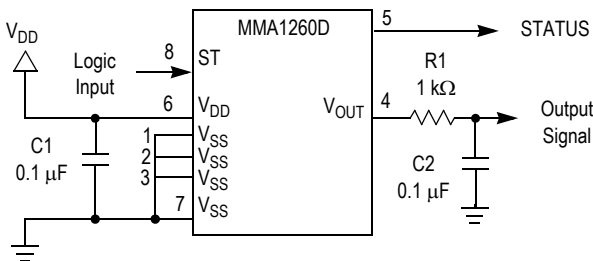 V_DD
Logic
Input
8
ST
MMA1260D
5
STATUS
R1
1 kΩ
6
V_DD
V_OUT
4
Output
Signal
C1
0.1 μF
1
V_SS
2
V_SS
3
V_SS
7
V_SS
C2
0.1 μF